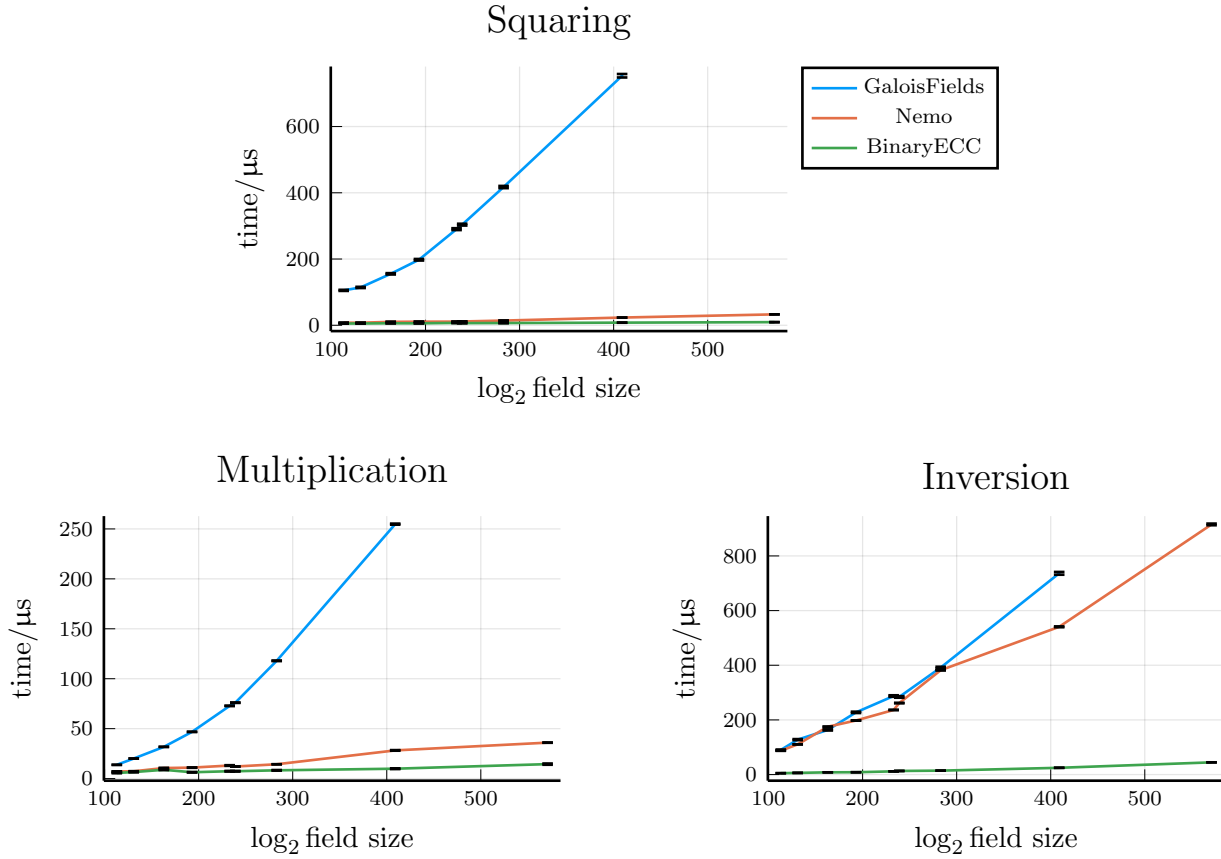 Squaring
time/µs
600
400
200
0
100 200 300 400 500
log₂ field size
GaloisFields
Nemo
BinaryECC
Multiplication
time/µs
250
200
150
100
50
0
100 200 300 400 500
log₂ field size
Inversion
time/µs
800
600
400
200
0
100 200 300 400 500
log₂ field size